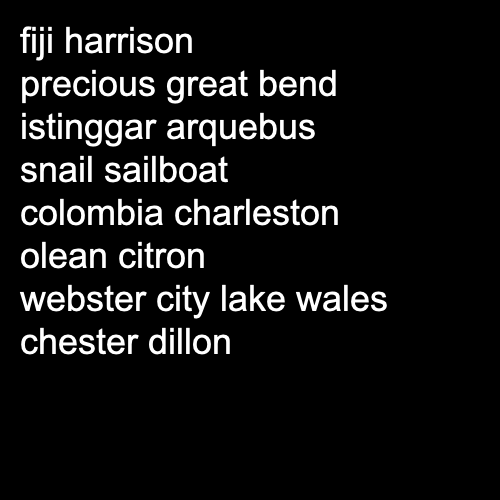 fiji harrison
precious great bend
istinggar arquebus
snail sailboat
colombia charleston
olean citron
webster city lake wales
chester dillon